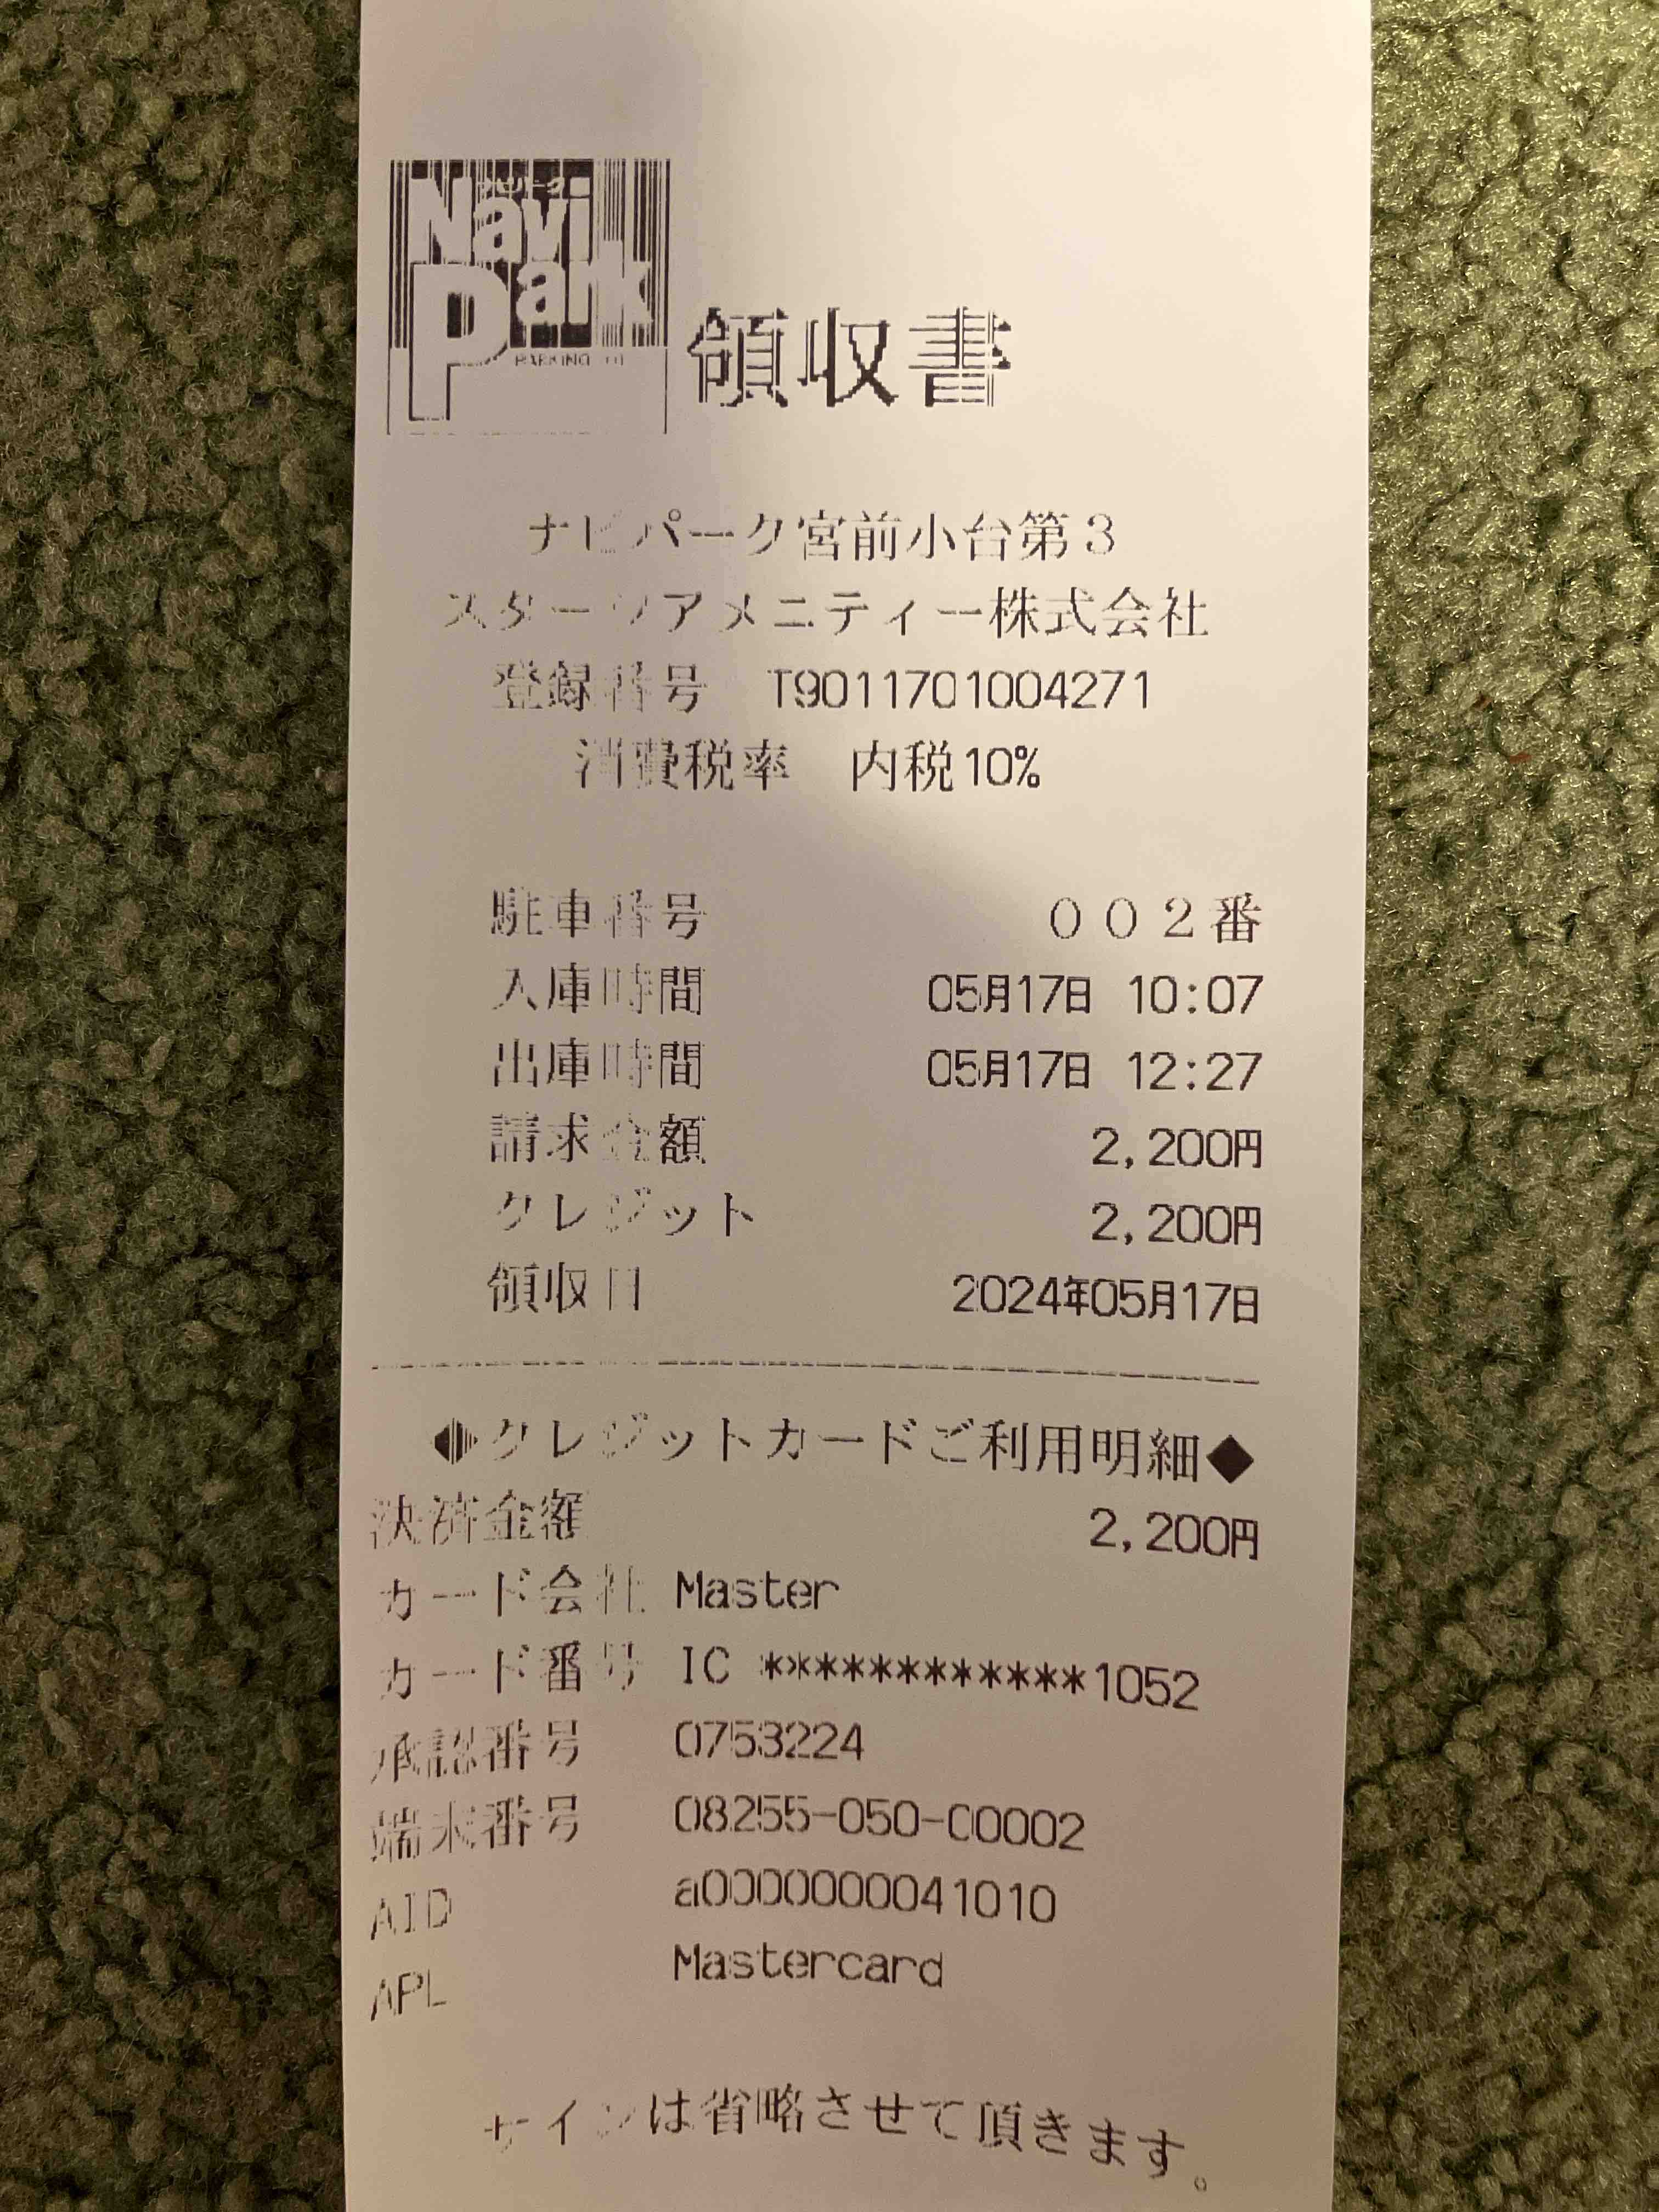 ナビパーク
Navi
Park
領収書
ナビパーク宮前小台第3
スターツアメニティー株式会社
登録番号 T9011701004271
消費税率 内税10%
駐車番号 002番
入庫時間 05月17日 10:07
出庫時間 05月17日 12:27
請求金額 2,200円
クレジット 2,200円
領収日 2024年05月17日
◆クレジットカードご利用明細◆
決済金額 2,200円
カード会社 Master
カード番号 IC ************1052
承認番号 0753224
端末番号 08255-050-00002
AID a0000000041010
APL Mastercard
サインは省略させて頂きます。